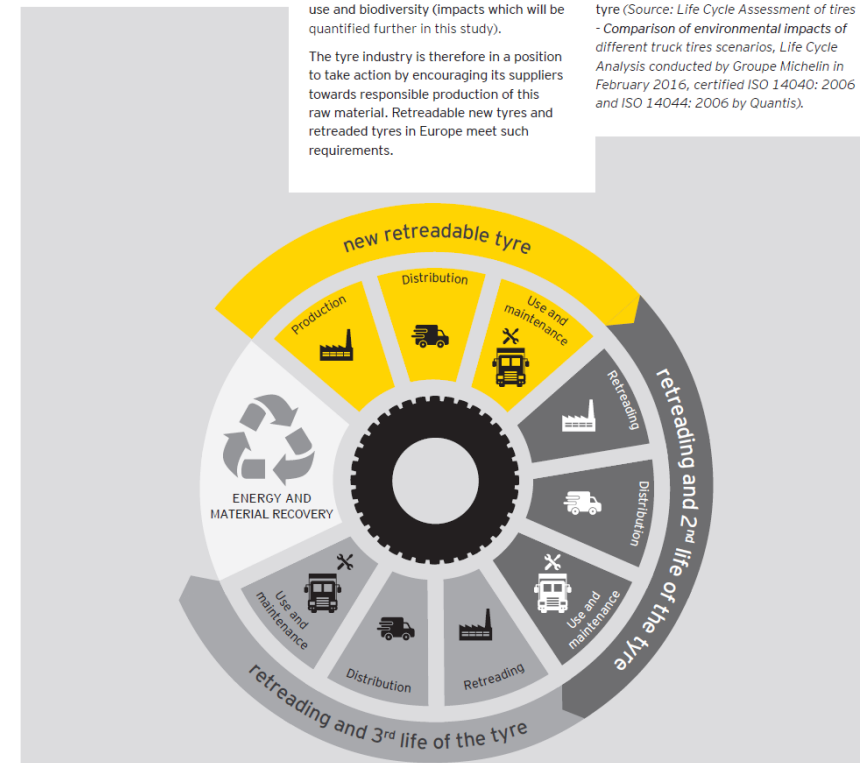 use and biodiversity (impacts which will be
quantified further in this study).
The tyre industry is therefore in a position
to take action by encouraging its suppliers
towards responsible production of this
raw material. Retreadable new tyres and
retreaded tyres in Europe meet such
requirements.
tyre (Source: Life Cycle Assessment of tires
- Comparison of environmental impacts of
different truck tires scenarios, Life Cycle
Analysis conducted by Groupe Michelin in
February 2016, certified ISO 14040: 2006
and ISO 14044: 2006 by Quantis).
new retreadable tyre
Production
Distribution
Use and
maintenance
retreading and 2nd life of the tyre
Retreading
Distribution
Use and
maintenance
retreading and 3rd life of the tyre
Retreading
Distribution
Use and
maintenance
ENERGY AND
MATERIAL RECOVERY